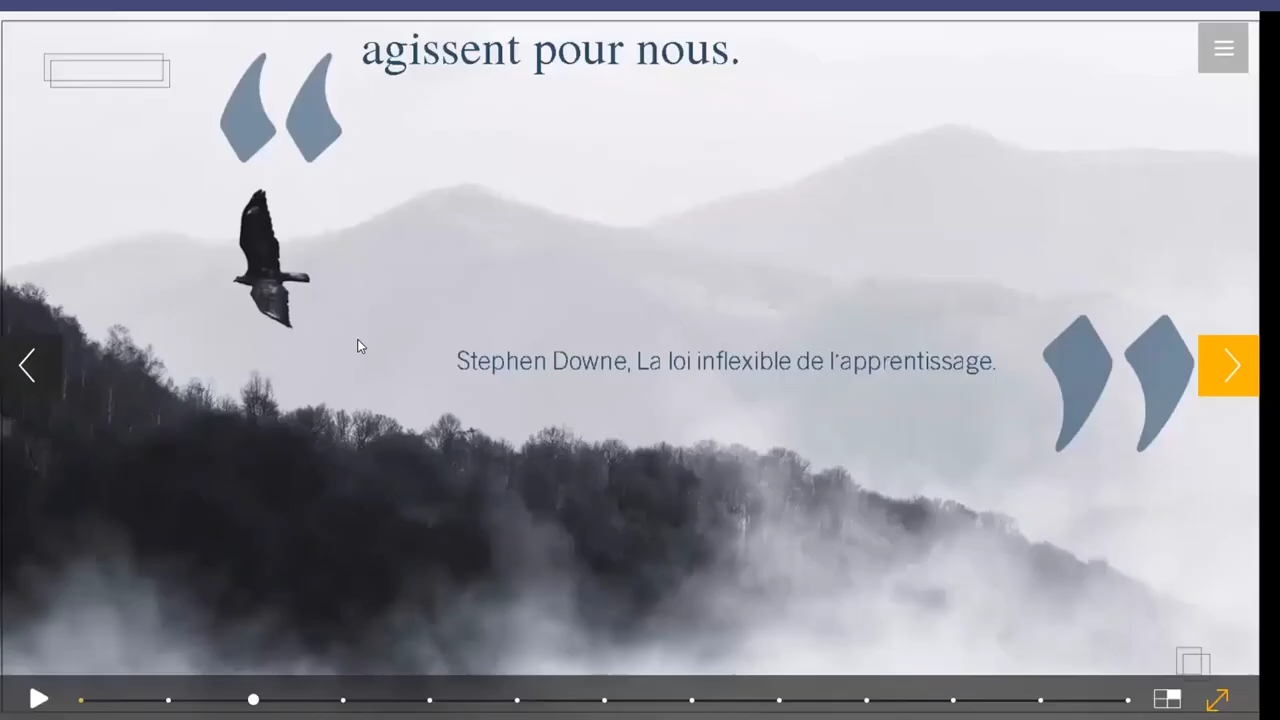 agissent pour nous.
Stephen Downe, La loi inflexible de l'apprentissage.